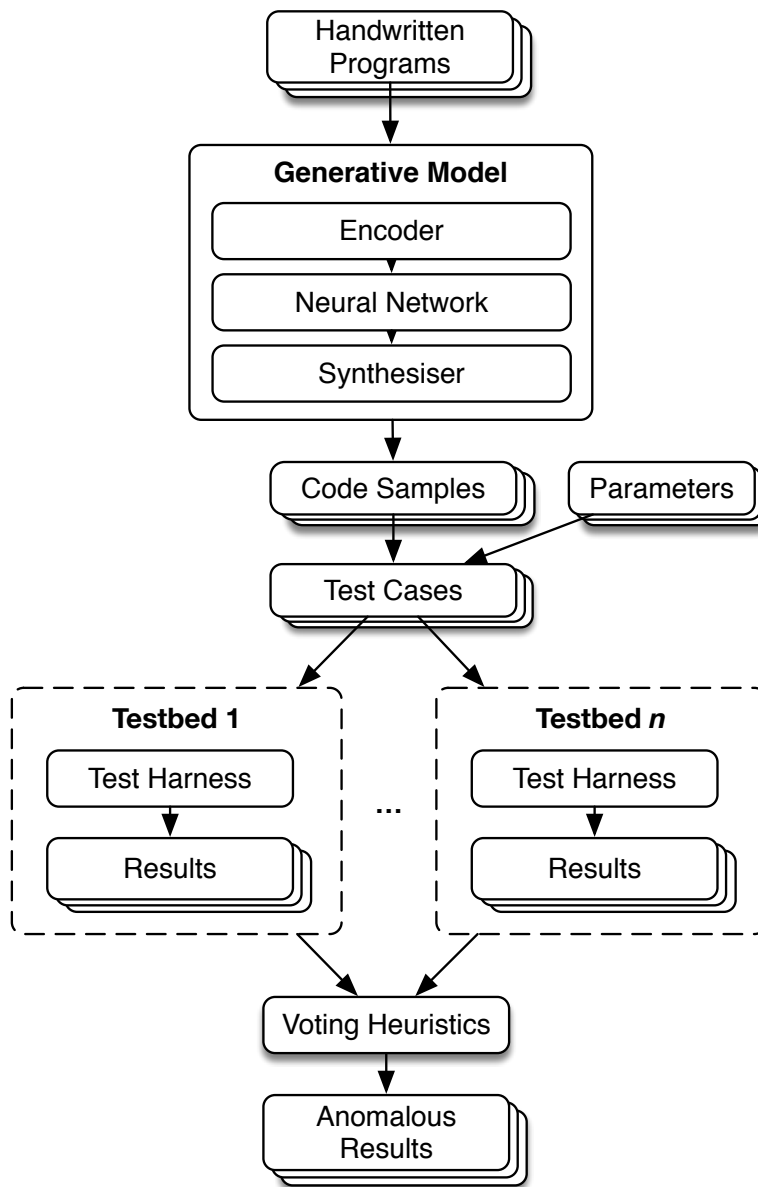 Handwritten
Programs
Generative Model
Encoder
Neural Network
Synthesiser
Code Samples
Parameters
Test Cases
Testbed 1
Test Harness
Results
...
Testbed n
Test Harness
Results
Voting Heuristics
Anomalous
Results